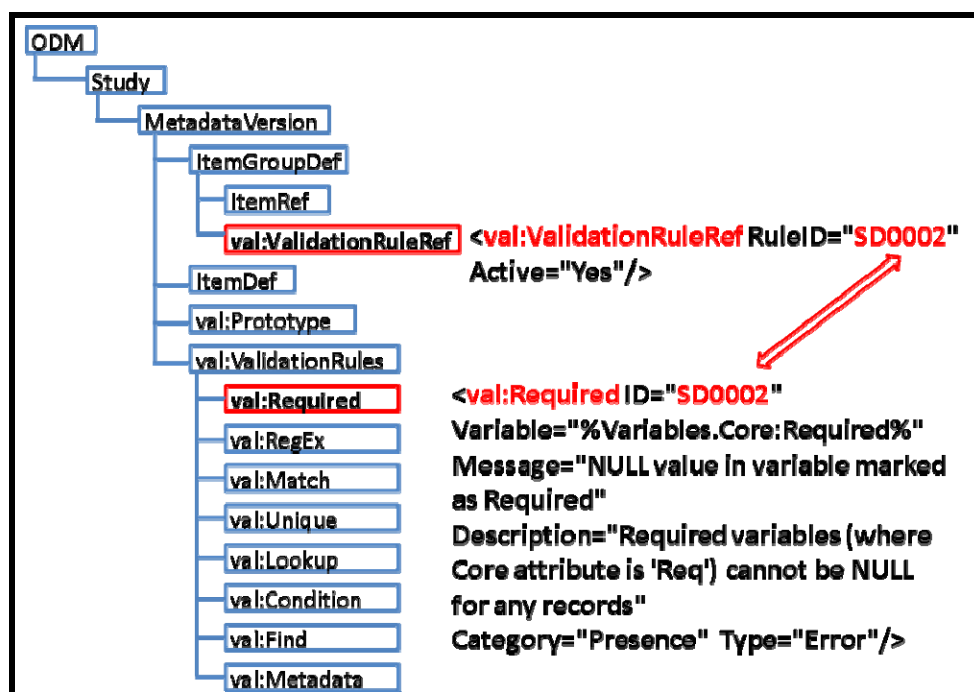 ODM
Study
MetadataVersion
ItemGroupDef
ItemRef
val:ValidationRuleRef
<val:ValidationRuleRef RuleID="SD0002"
Active="Yes"/>
ItemDef
val:Prototype
val:ValidationRules
val:Required
val:RegEx
val:Match
val:Unique
val:Lookup
val:Condition
val:Find
val:Metadata
<val:Required ID="SD0002"
Variable="%Variables.Core:Required%"
Message="NULL value in variable marked
as Required"
Description="Required variables (where
Core attribute is 'Req') cannot be NULL
for any records"
Category="Presence" Type="Error"/>